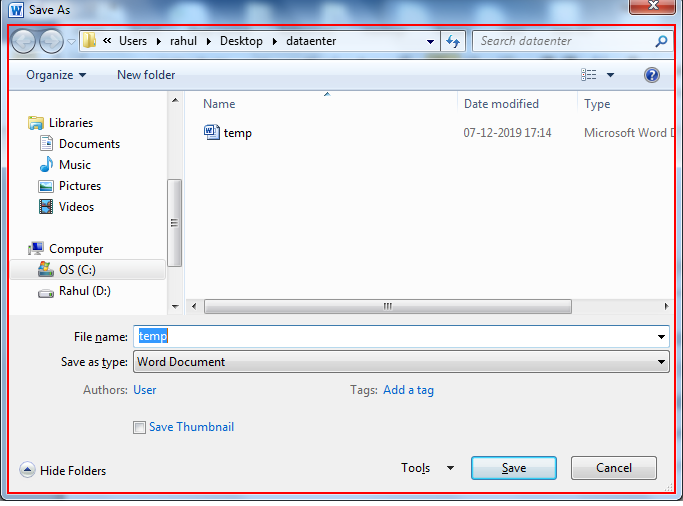 Save As
« Users rahul Desktop dataenter Search dataenter
Organize New folder
Name Date modified Type
Libraries
temp 07-12-2019 17:14 Microsoft Word D
Documents
Music
Pictures
Videos
Computer
OS (C:)
Rahul (D:)
File name: temp
Save as type: Word Document
Authors: User Tags: Add a tag
Save Thumbnail
Hide Folders Tools Save Cancel